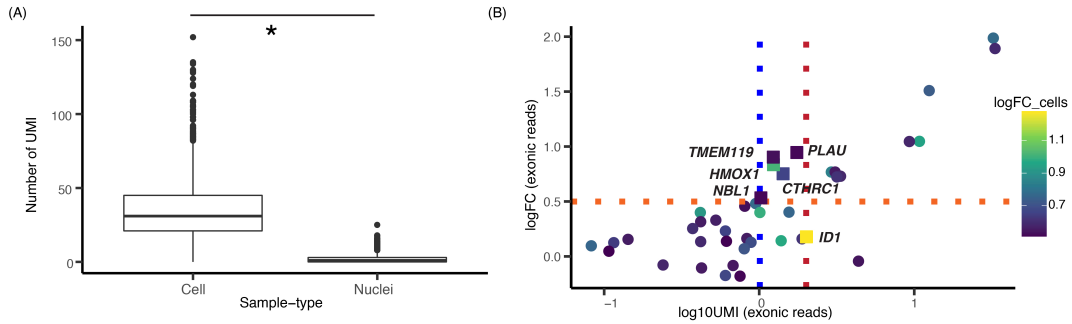 (A)
*
Number of UMI
150
100
50
0
Cell
Nuclei
Sample−type
(B)
logFC (exonic reads)
2.0
1.5
1.0
0.5
0.0
TMEM119
PLAU
HMOX1
CTHRC1
NBL1
ID1
−1
0
1
log10UMI (exonic reads)
logFC_cells
1.1
0.9
0.7